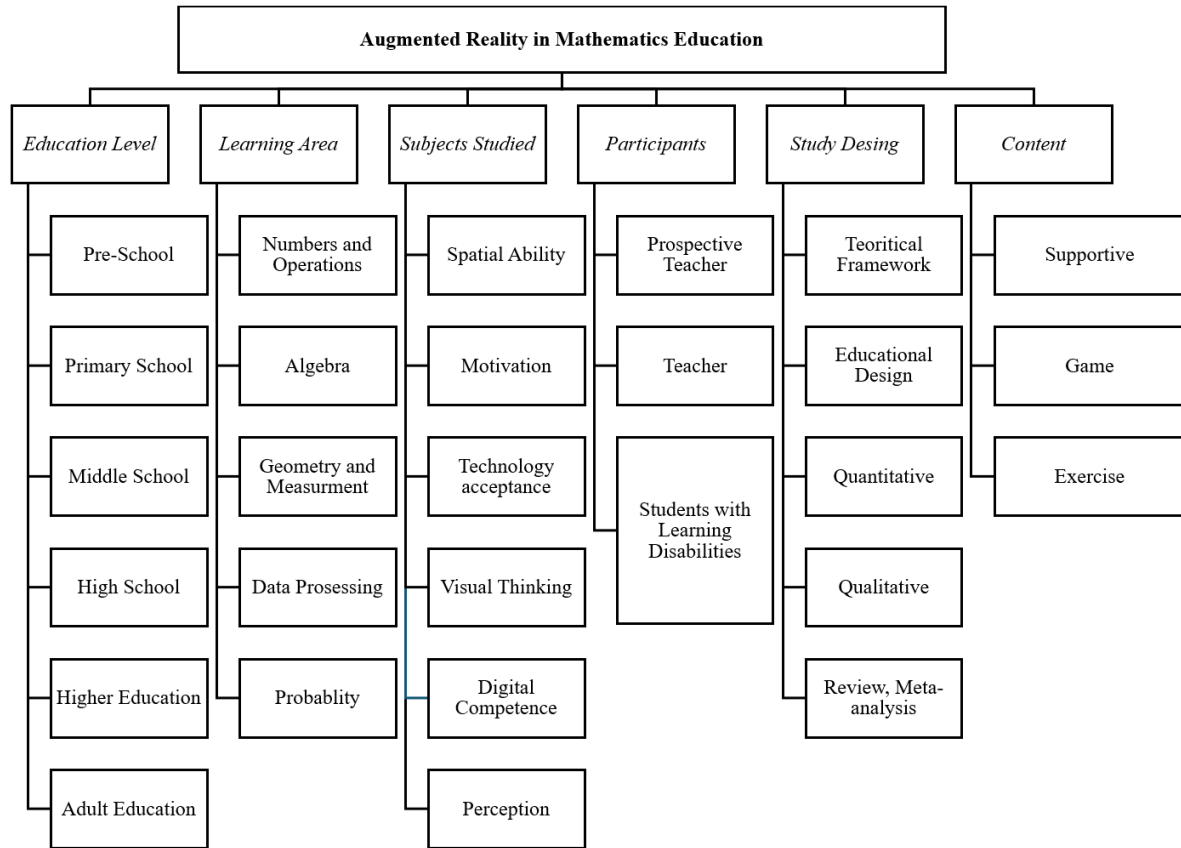 Augmented Reality in Mathematics Education
Education Level
Learning Area
Subjects Studied
Participants
Study Desing
Content
Pre-School
Primary School
Middle School
High School
Higher Education
Adult Education
Numbers and
Operations
Algebra
Geometry and
Measurment
Data Prosessing
Probablity
Spatial Ability
Motivation
Technology
acceptance
Visual Thinking
Digital
Competence
Perception
Prospective
Teacher
Teacher
Students with
Learning
Disabilities
Teoritical
Framework
Educational
Design
Quantitative
Qualitative
Review, Meta-
analysis
Supportive
Game
Exercise